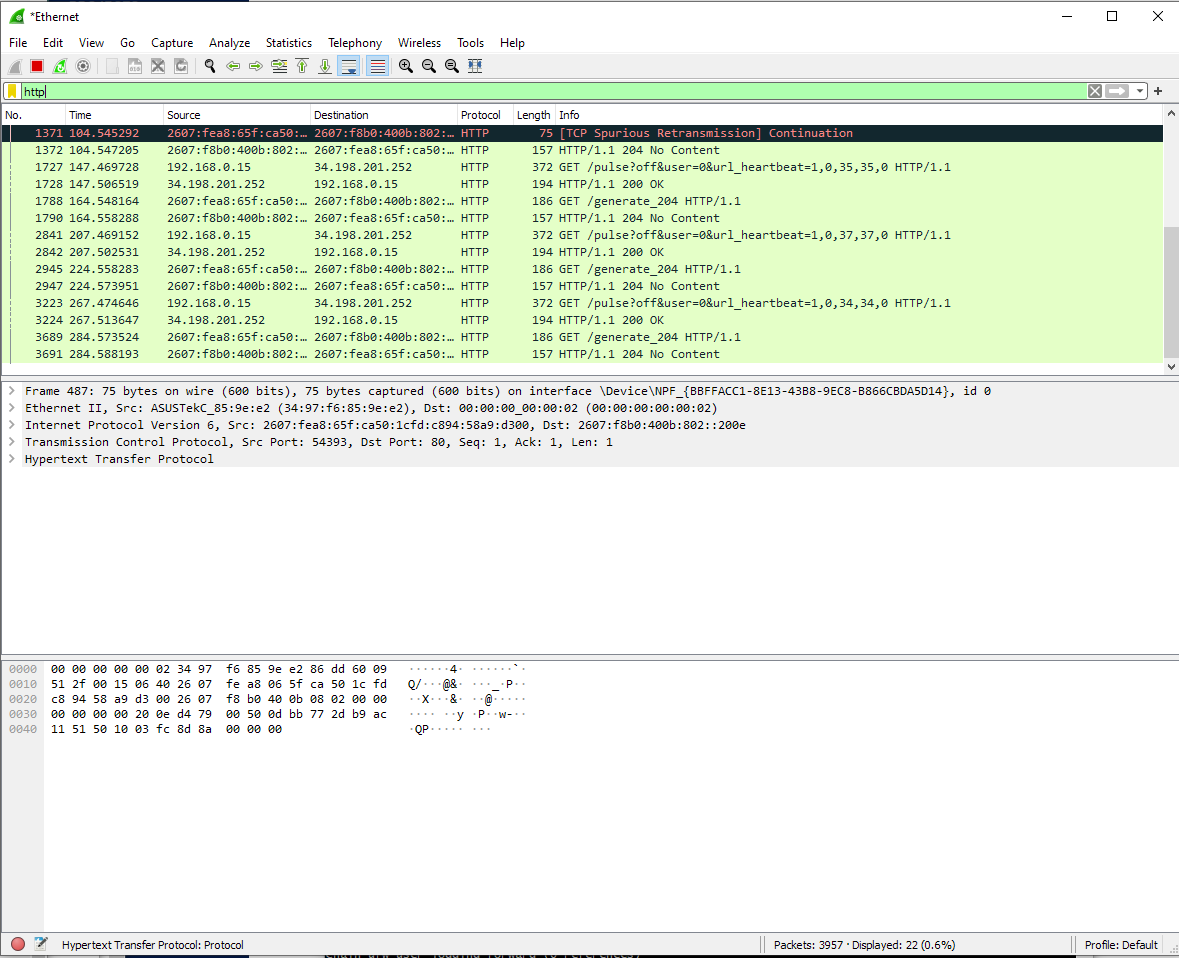 *Ethernet
File Edit View Go Capture Analyze Statistics Telephony Wireless Tools Help
http
No. Time Source Destination Protocol Length Info
1371 104.545292 2607:fea8:65f:ca50:… 2607:f8b0:400b:802:… HTTP 75 [TCP Spurious Retransmission] Continuation
1372 104.547205 2607:f8b0:400b:802:… 2607:fea8:65f:ca50:… HTTP 157 HTTP/1.1 204 No Content
1727 147.469728 192.168.0.15 34.198.201.252 HTTP 372 GET /pulse?off&user=0&url_heartbeat=1,0,35,35,0 HTTP/1.1
1728 147.506519 34.198.201.252 192.168.0.15 HTTP 194 HTTP/1.1 200 OK
1788 164.548164 2607:fea8:65f:ca50:… 2607:f8b0:400b:802:… HTTP 186 GET /generate_204 HTTP/1.1
1790 164.558288 2607:f8b0:400b:802:… 2607:fea8:65f:ca50:… HTTP 157 HTTP/1.1 204 No Content
2841 207.469152 192.168.0.15 34.198.201.252 HTTP 372 GET /pulse?off&user=0&url_heartbeat=1,0,37,37,0 HTTP/1.1
2842 207.502531 34.198.201.252 192.168.0.15 HTTP 194 HTTP/1.1 200 OK
2945 224.558283 2607:fea8:65f:ca50:… 2607:f8b0:400b:802:… HTTP 186 GET /generate_204 HTTP/1.1
2947 224.573951 2607:f8b0:400b:802:… 2607:fea8:65f:ca50:… HTTP 157 HTTP/1.1 204 No Content
3223 267.474646 192.168.0.15 34.198.201.252 HTTP 372 GET /pulse?off&user=0&url_heartbeat=1,0,34,34,0 HTTP/1.1
3224 267.513647 34.198.201.252 192.168.0.15 HTTP 194 HTTP/1.1 200 OK
3689 284.573524 2607:fea8:65f:ca50:… 2607:f8b0:400b:802:… HTTP 186 GET /generate_204 HTTP/1.1
3691 284.588193 2607:f8b0:400b:802:… 2607:fea8:65f:ca50:… HTTP 157 HTTP/1.1 204 No Content
Frame 487: 75 bytes on wire (600 bits), 75 bytes captured (600 bits) on interface \Device\NPF_{BBFFACC1-8E13-43B8-9EC8-B866CBDA5D14}, id 0
Ethernet II, Src: ASUSTekC_85:9e:e2 (34:97:f6:85:9e:e2), Dst: 00:00:00_00:00:02 (00:00:00:00:00:02)
Internet Protocol Version 6, Src: 2607:fea8:65f:ca50:1cfd:c894:58a9:d300, Dst: 2607:f8b0:400b:802::200e
Transmission Control Protocol, Src Port: 54393, Dst Port: 80, Seq: 1, Ack: 1, Len: 1
Hypertext Transfer Protocol
0000 00 00 00 00 00 02 34 97 f6 85 9e e2 86 dd 60 09 ······4· ······`·
0010 51 2f 00 15 06 40 26 07 fe a8 06 5f ca 50 1c fd Q/···@&· ···_·P··
0020 c8 94 58 a9 d3 00 26 07 f8 b0 40 0b 08 02 00 00 ··X···&· ··@·····
0030 00 00 00 00 20 0e d4 79 00 50 0d bb 77 2d b9 ac ···· ··y ·P··w-··
0040 11 51 50 10 03 fc 8d 8a 00 00 00 ·QP····· ···
Hypertext Transfer Protocol: Protocol Packets: 3957 · Displayed: 22 (0.6%) Profile: Default